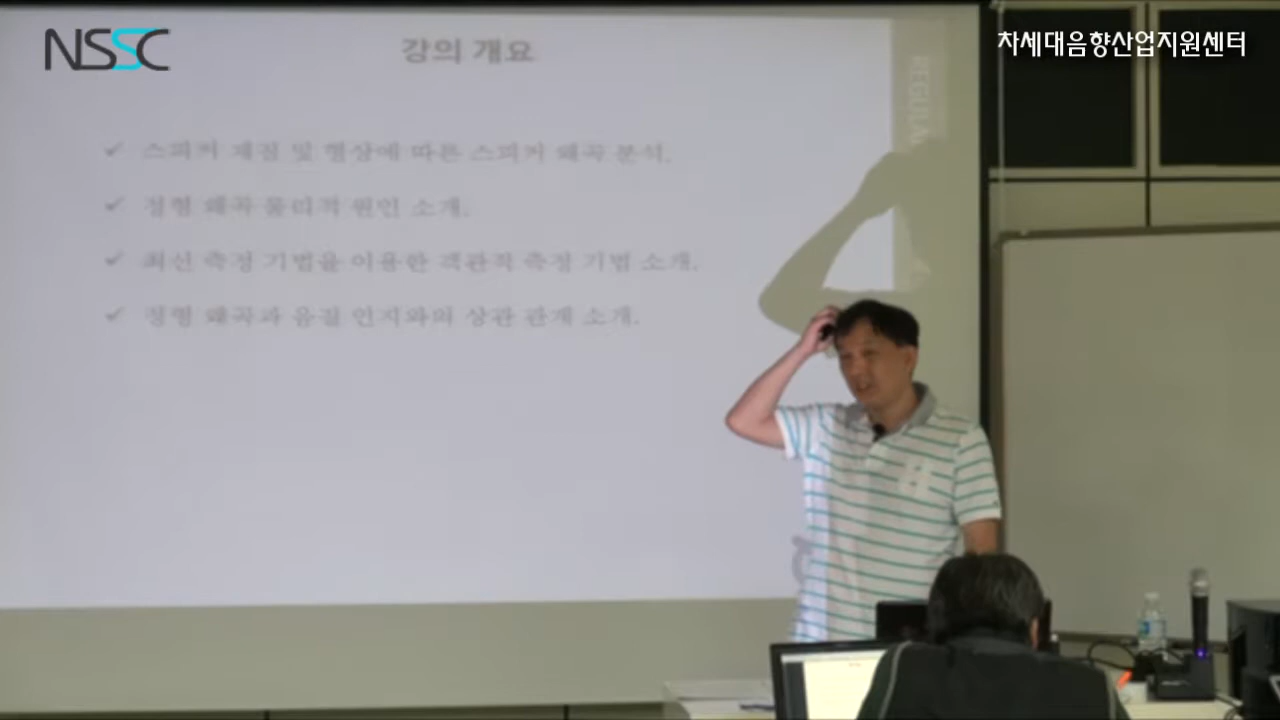 NSSC
차세대음향산업지원센터
강의 개요
✓ 스피커 재질 및 형상에 따른 스피커 왜곡 분석.
✓ 정형 왜곡 물리적 원인 소개.
✓ 최신 측정 기법을 이용한 객관적 측정 기법 소개.
✓ 정형 왜곡과 음질 인지와의 상관 관계 소개.